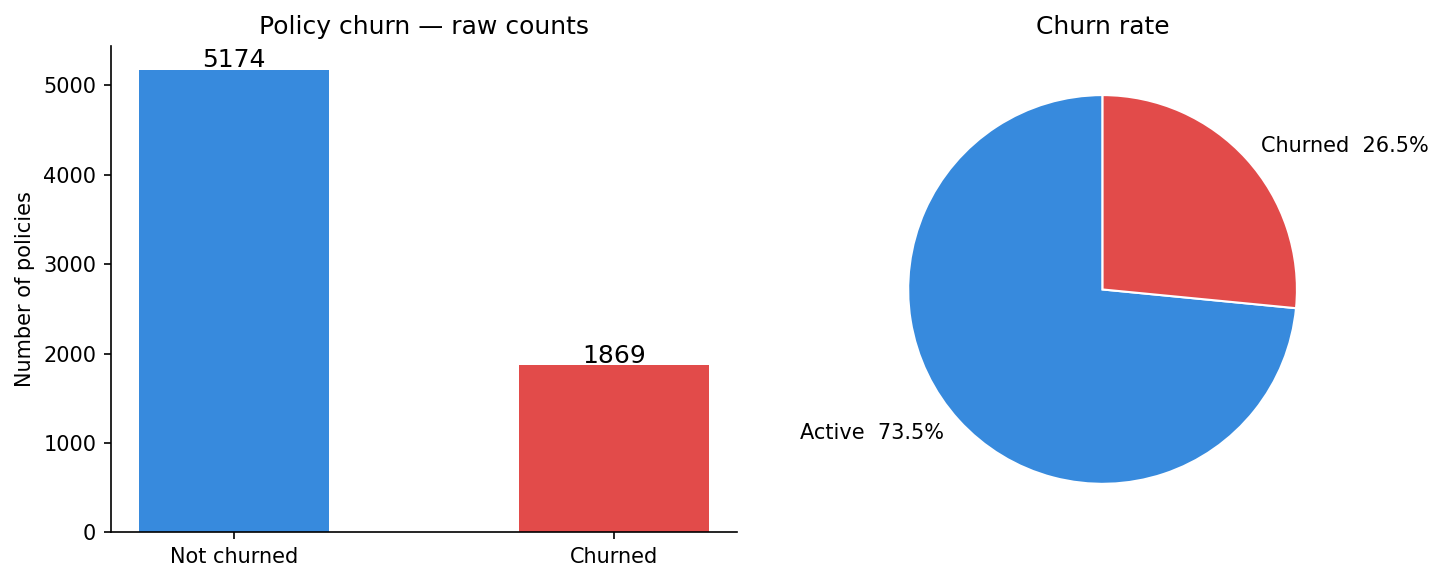 Policy churn — raw counts
5174
5000
4000
3000
2000
1000
0
Number of policies
1869
Not churned
Churned
Churn rate
Churned  26.5%
Active  73.5%